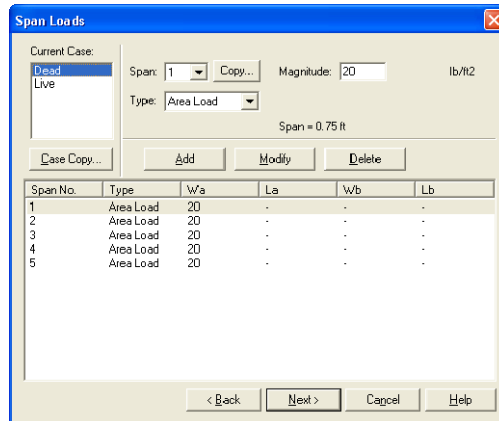 Span Loads
Current Case:
Dead
Live
Span: 1 Copy... Magnitude: 20 lb/ft2
Type: Area Load
Span = 0.75 ft
Case Copy... Add Modify Delete
Span No. Type Wa La Wb Lb
1 Area Load 20 - - -
2 Area Load 20 - - -
3 Area Load 20 - - -
4 Area Load 20 - - -
5 Area Load 20 - - -
< Back Next > Cancel Help